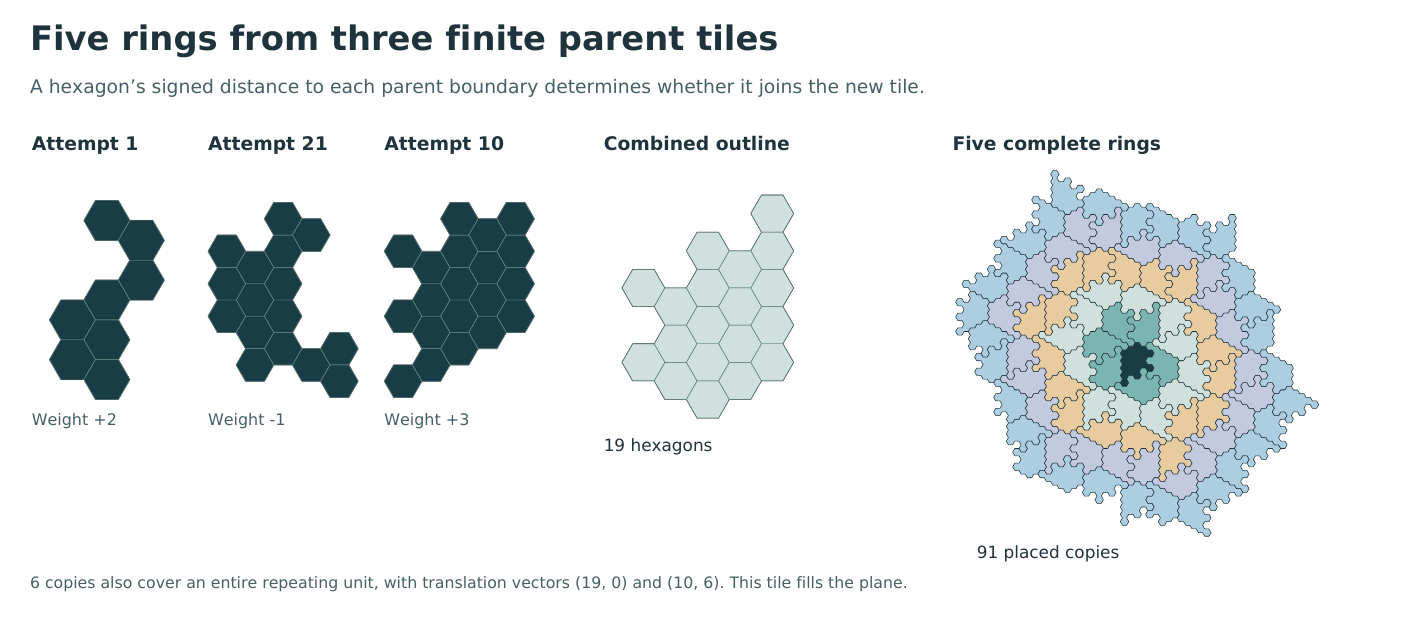 Five rings from three finite parent tiles
A hexagon’s signed distance to each parent boundary determines whether it joins the new tile.
Attempt 1
Attempt 21
Attempt 10
Combined outline
Five complete rings
Weight +2
Weight -1
Weight +3
19 hexagons
91 placed copies
6 copies also cover an entire repeating unit, with translation vectors (19, 0) and (10, 6). This tile fills the plane.